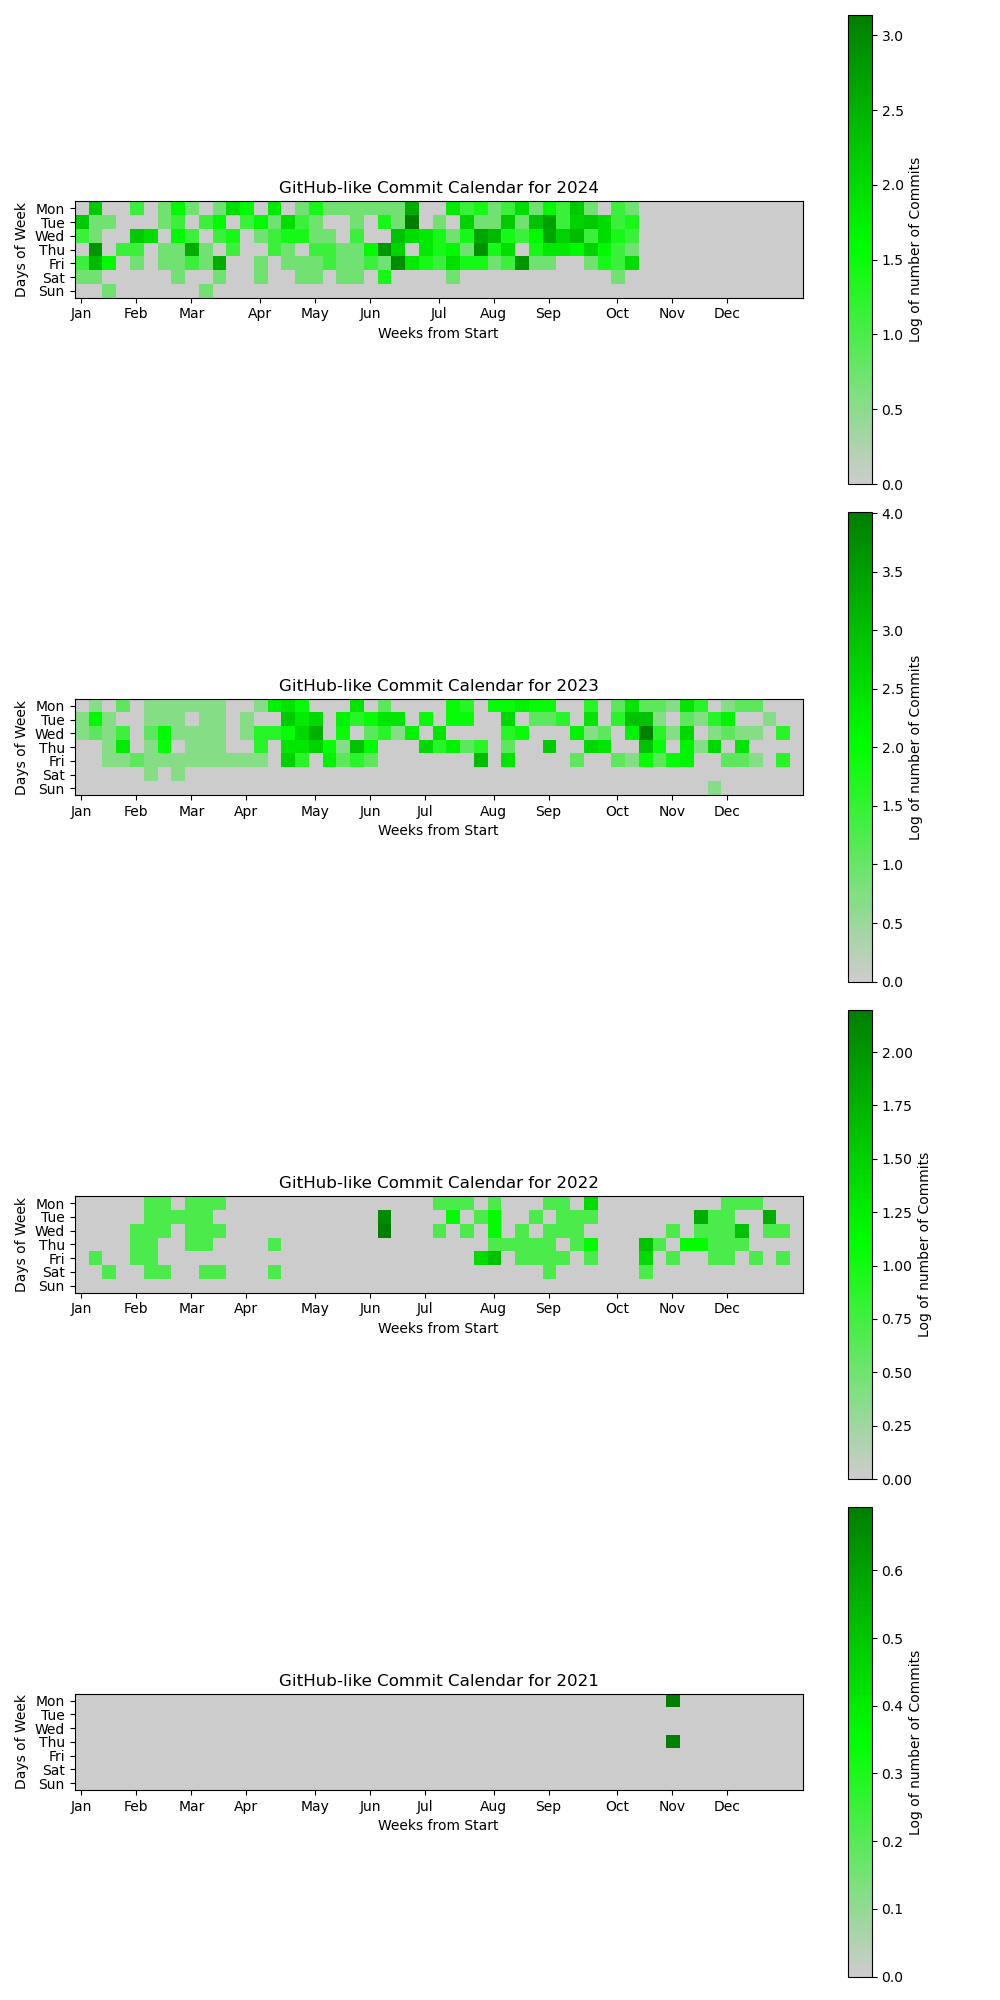 3.0
2.5
2.0
1.5
1.0
0.5
0.0
Log of number of Commits
GitHub-like Commit Calendar for 2024
Mon
Tue
Wed
Thu
Fri
Sat
Sun
Days of Week
Jan Feb Mar Apr May Jun Jul Aug Sep Oct Nov Dec
Weeks from Start
4.0
3.5
3.0
2.5
2.0
1.5
1.0
0.5
0.0
Log of number of Commits
GitHub-like Commit Calendar for 2023
Mon
Tue
Wed
Thu
Fri
Sat
Sun
Days of Week
Jan Feb Mar Apr May Jun Jul Aug Sep Oct Nov Dec
Weeks from Start
2.00
1.75
1.50
1.25
1.00
0.75
0.50
0.25
0.00
Log of number of Commits
GitHub-like Commit Calendar for 2022
Mon
Tue
Wed
Thu
Fri
Sat
Sun
Days of Week
Jan Feb Mar Apr May Jun Jul Aug Sep Oct Nov Dec
Weeks from Start
0.6
0.5
0.4
0.3
0.2
0.1
0.0
Log of number of Commits
GitHub-like Commit Calendar for 2021
Mon
Tue
Wed
Thu
Fri
Sat
Sun
Days of Week
Jan Feb Mar Apr May Jun Jul Aug Sep Oct Nov Dec
Weeks from Start